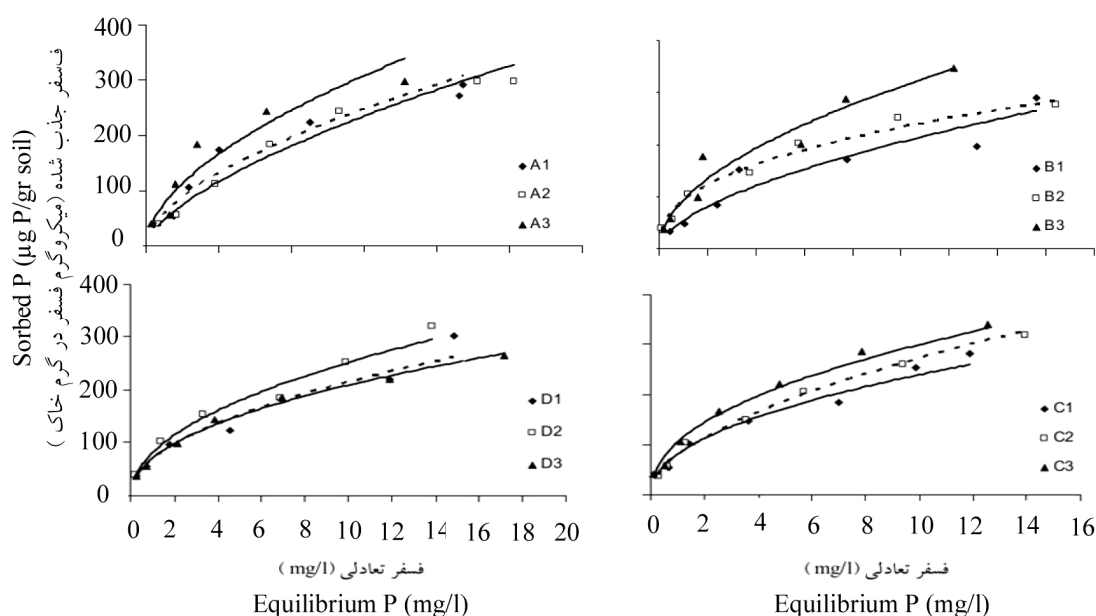 400
300
200
100
0
A1
A2
A3
B1
B2
B3
Sorbed P (µg P/gr soil)
فسفر جذب شده (میکروگرم فسفر در گرم خاک )
400
300
200
100
0
D1
D2
D3
C1
C2
C3
0 2 4 6 8 10 12 14 16 18 20
0 2 4 6 8 10 12 14 16
فسفر تعادلی (mg/l )
فسفر تعادلی (mg/l )
Equilibrium P (mg/l)
Equilibrium P (mg/l)